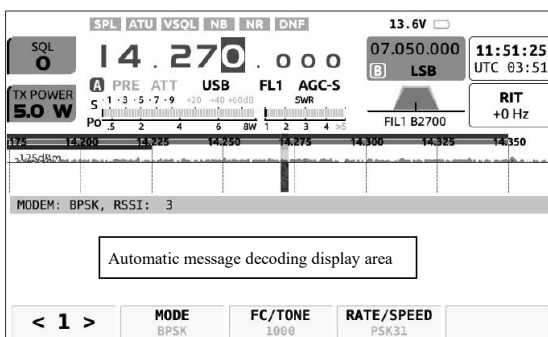 SPL ATU VSQL NB NR DNF 13.6V
SQL
0
14.270.000
07.050.000
B LSB
11:51:25
UTC 03:51
A PRE ATT USB FL1 AGC-S
TX POWER
5.0 W
S 1 3 5 7 9 +20 +40 +60dB SWR
Po .5 2 4 6 8W 1 2 3 4 >5
FIL1 B2700
RIT
+0 Hz
175 14.200 14.225 14.250 14.275 14.300 14.325 14.350
-125dBm
MODEM: BPSK, RSSI: 3
Automatic message decoding display area
< 1 > MODE FC/TONE RATE/SPEED
BPSK 1000 PSK31